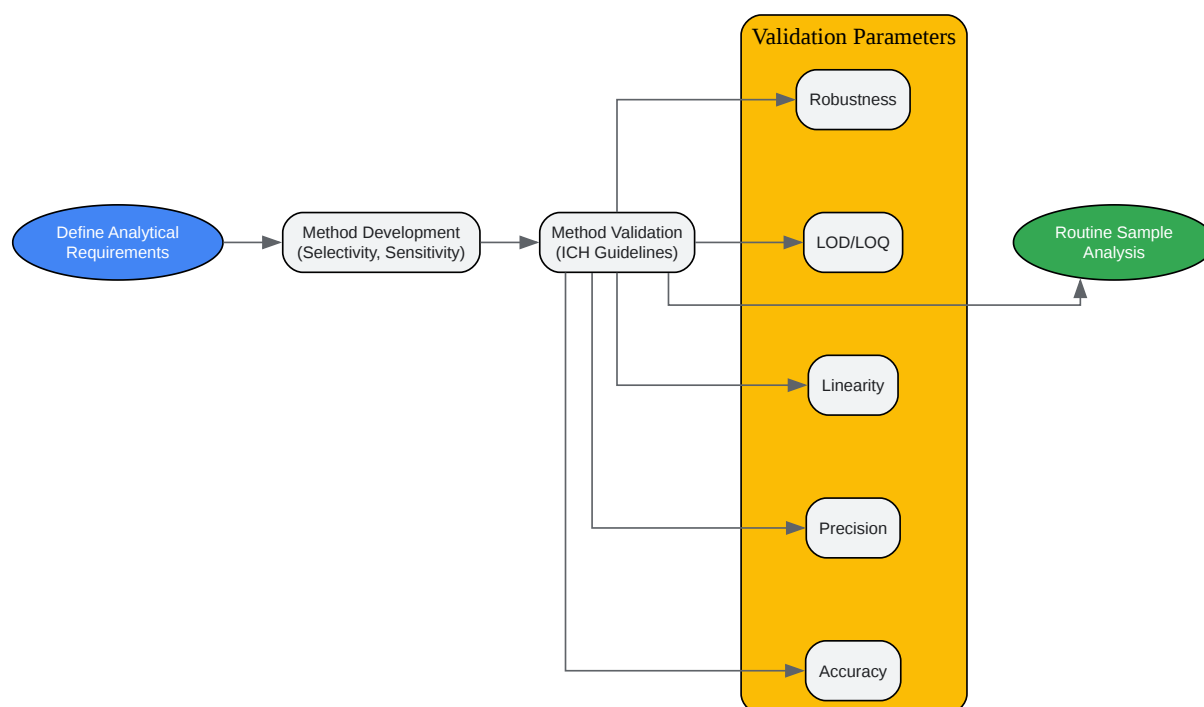 Validation Parameters
Robustness
Define Analytical
Requirements
Method Development
(Selectivity, Sensitivity)
Method Validation
(ICH Guidelines)
LOD/LOQ
Routine Sample
Analysis
Linearity
Precision
Accuracy